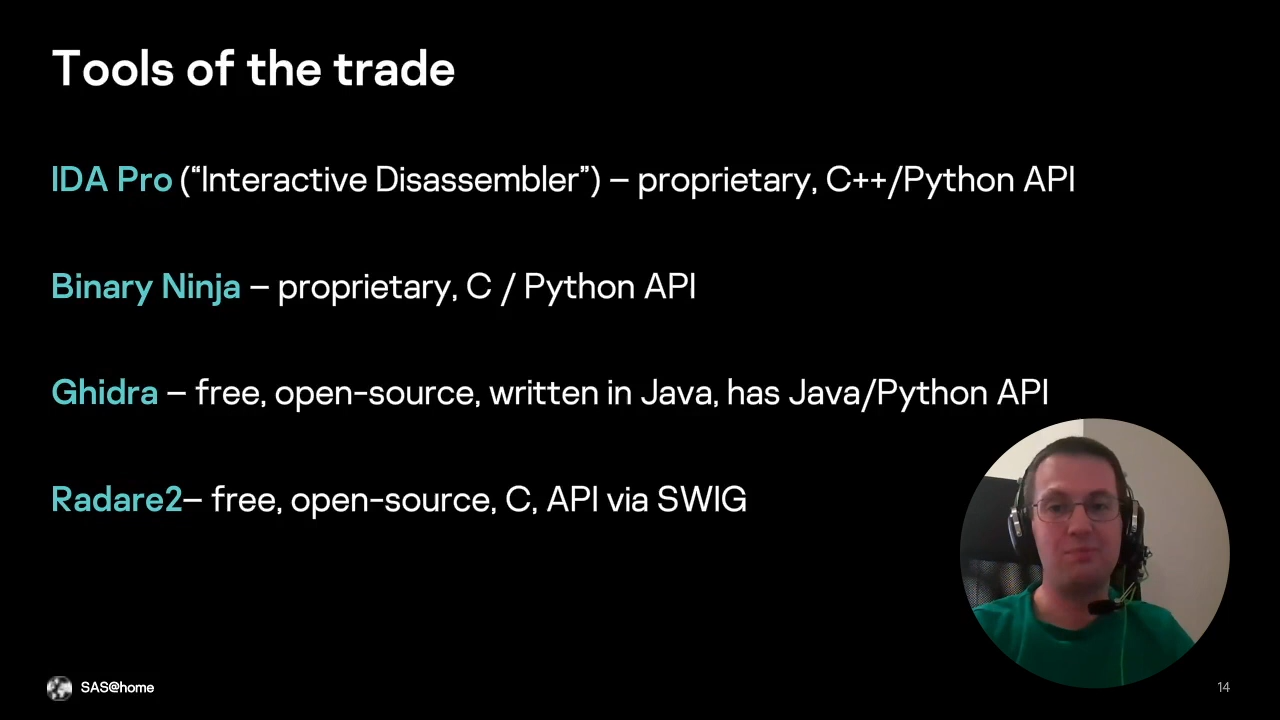 Tools of the trade
IDA Pro (“Interactive Disassembler”) – proprietary, C++/Python API
Binary Ninja – proprietary, C / Python API
Ghidra – free, open-source, written in Java, has Java/Python API
Radare2– free, open-source, C, API via SWIG
SAS@home
14